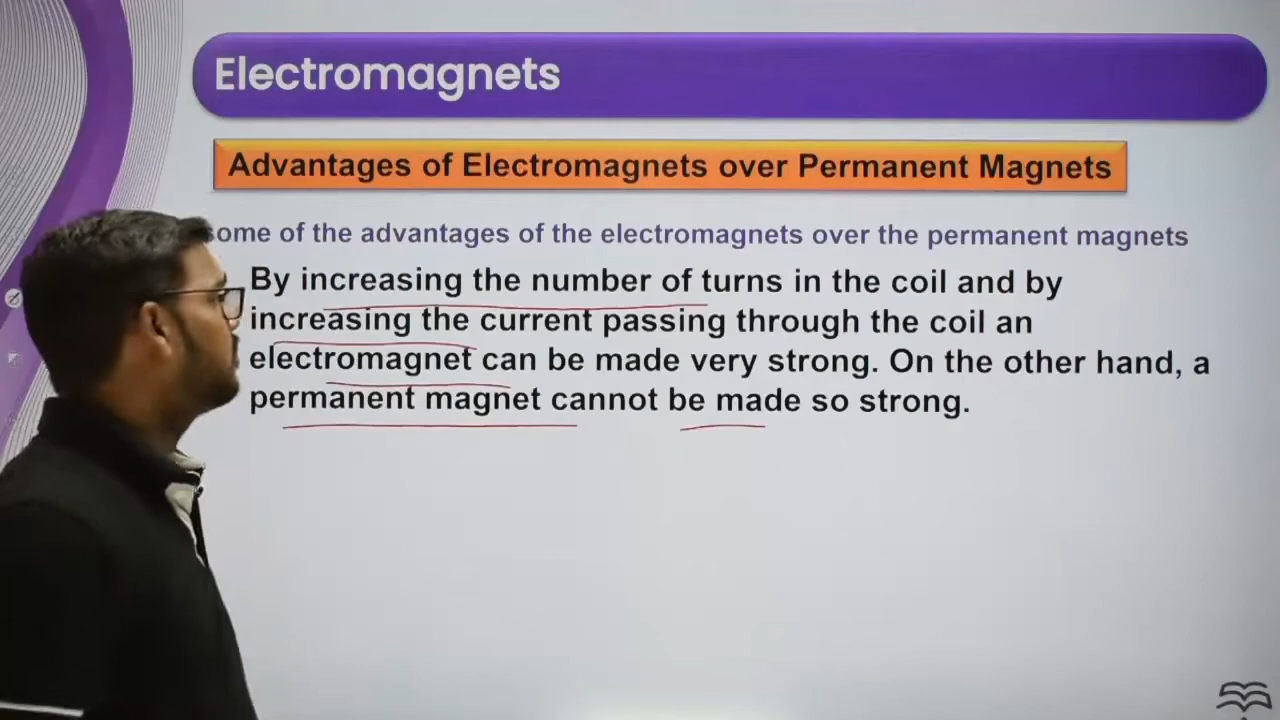 Electromagnets
Advantages of Electromagnets over Permanent Magnets
some of the advantages of the electromagnets over the permanent magnets
By increasing the number of turns in the coil and by
increasing the current passing through the coil an
electromagnet can be made very strong. On the other hand, a
permanent magnet cannot be made so strong.